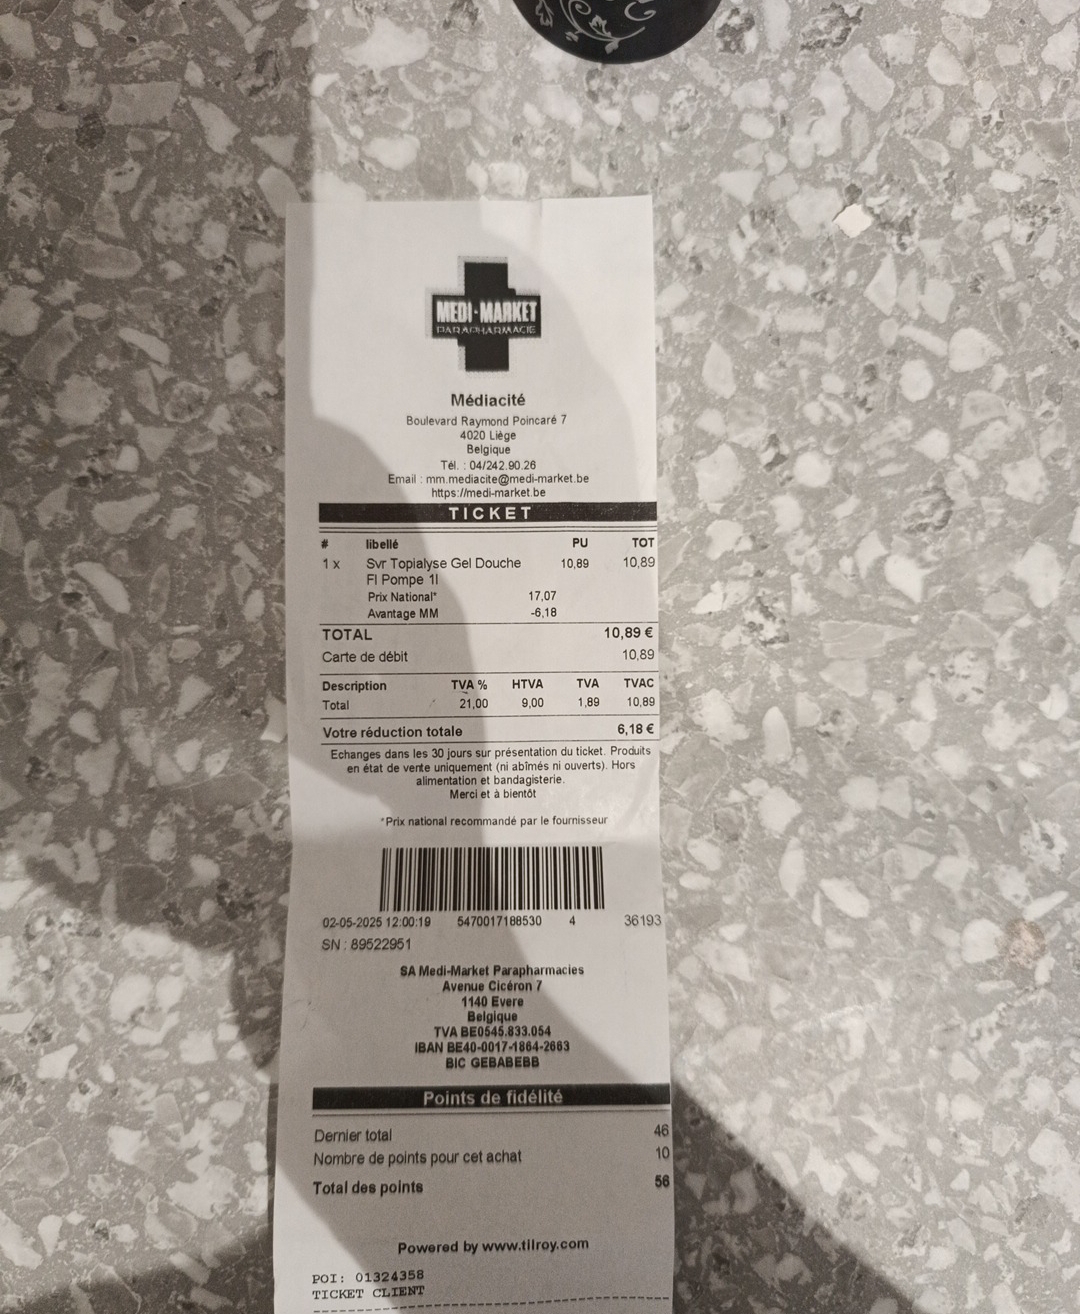 MEDI-MARKET
PARAPHARMACIE
Médiacité
Boulevard Raymond Poincaré 7
4020 Liège
Belgique
Tél. : 04/242.90.26
Email : mm.mediacite@medi-market.be
https://medi-market.be
TICKET
# libellé PU TOT
1 x Svr Topialyse Gel Douche 10,89 10,89
Fl Pompe 1l
Prix National* 17,07
Avantage MM -6,18
TOTAL 10,89 €
Carte de débit 10,89
Description TVA % HTVA TVA TVAC
Total 21,00 9,00 1,89 10,89
Votre réduction totale 6,18 €
Echanges dans les 30 jours sur présentation du ticket. Produits
en état de vente uniquement (ni abîmés ni ouverts). Hors
alimentation et bandagisterie.
Merci et à bientôt
*Prix national recommandé par le fournisseur
02-05-2025 12:00:19 5470017188530 4 36193
SN : 89522951
SA Medi-Market Parapharmacies
Avenue Cicéron 7
1140 Evere
Belgique
TVA BE0545.833.054
IBAN BE40-0017-1864-2663
BIC GEBABEBB
Points de fidélité
Dernier total 46
Nombre de points pour cet achat 10
Total des points 56
Powered by www.tilroy.com
POI: 01324358
TICKET CLIENT